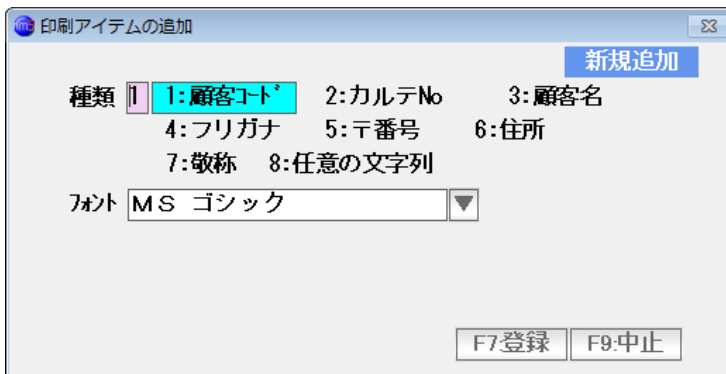 印刷アイテムの追加
新規追加
種類 1 1:顧客ｺｰﾄﾞ 2:カルテNo 3:顧客名
4:フリガナ 5:〒番号 6:住所
7:敬称 8:任意の文字列
ﾌｫﾝﾄ ＭＳ ゴシック
F7:登録 F9:中止